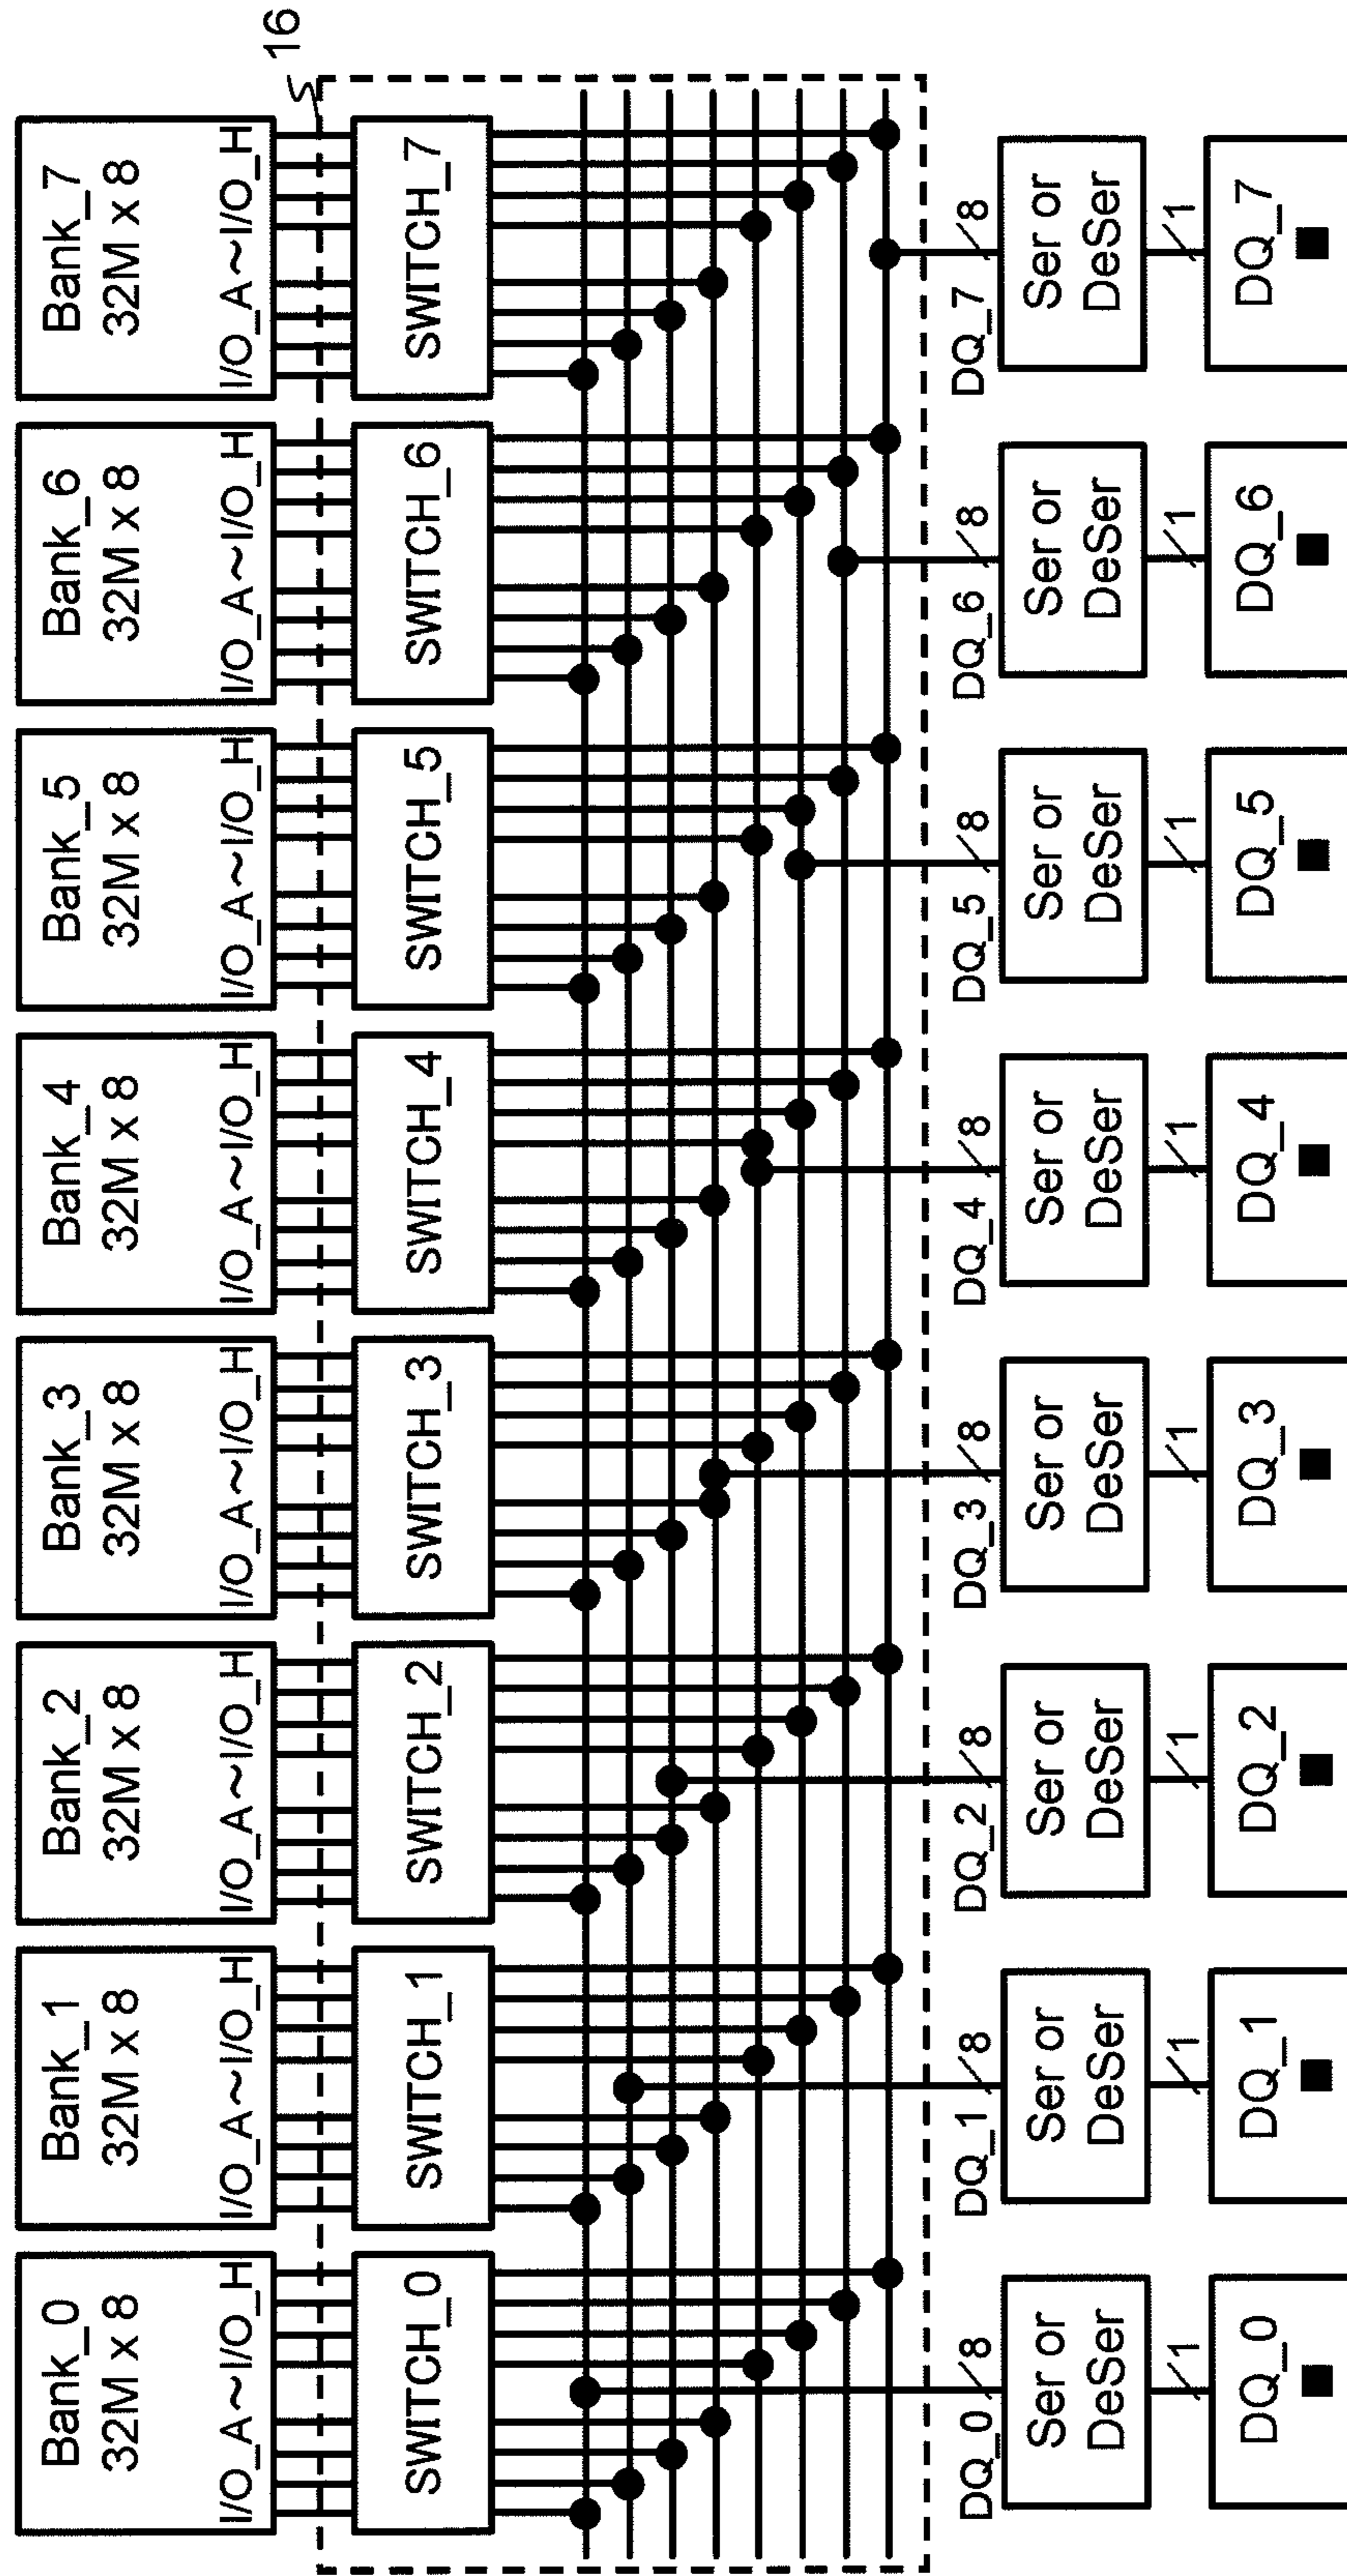 16
Bank_0
32M x 8
I/O_A~I/O_H
Bank_1
32M x 8
I/O_A~I/O_H
Bank_2
32M x 8
I/O_A~I/O_H
Bank_3
32M x 8
I/O_A~I/O_H
Bank_4
32M x 8
I/O_A~I/O_H
Bank_5
32M x 8
I/O_A~I/O_H
Bank_6
32M x 8
I/O_A~I/O_H
Bank_7
32M x 8
I/O_A~I/O_H
SWITCH_0
SWITCH_1
SWITCH_2
SWITCH_3
SWITCH_4
SWITCH_5
SWITCH_6
SWITCH_7
DQ_0
8
DQ_1
8
DQ_2
8
DQ_3
8
DQ_4
8
DQ_5
8
DQ_6
8
DQ_7
8
Ser or
DeSer
Ser or
DeSer
Ser or
DeSer
Ser or
DeSer
Ser or
DeSer
Ser or
DeSer
Ser or
DeSer
Ser or
DeSer
1
1
1
1
1
1
1
1
DQ_0
DQ_1
DQ_2
DQ_3
DQ_4
DQ_5
DQ_6
DQ_7